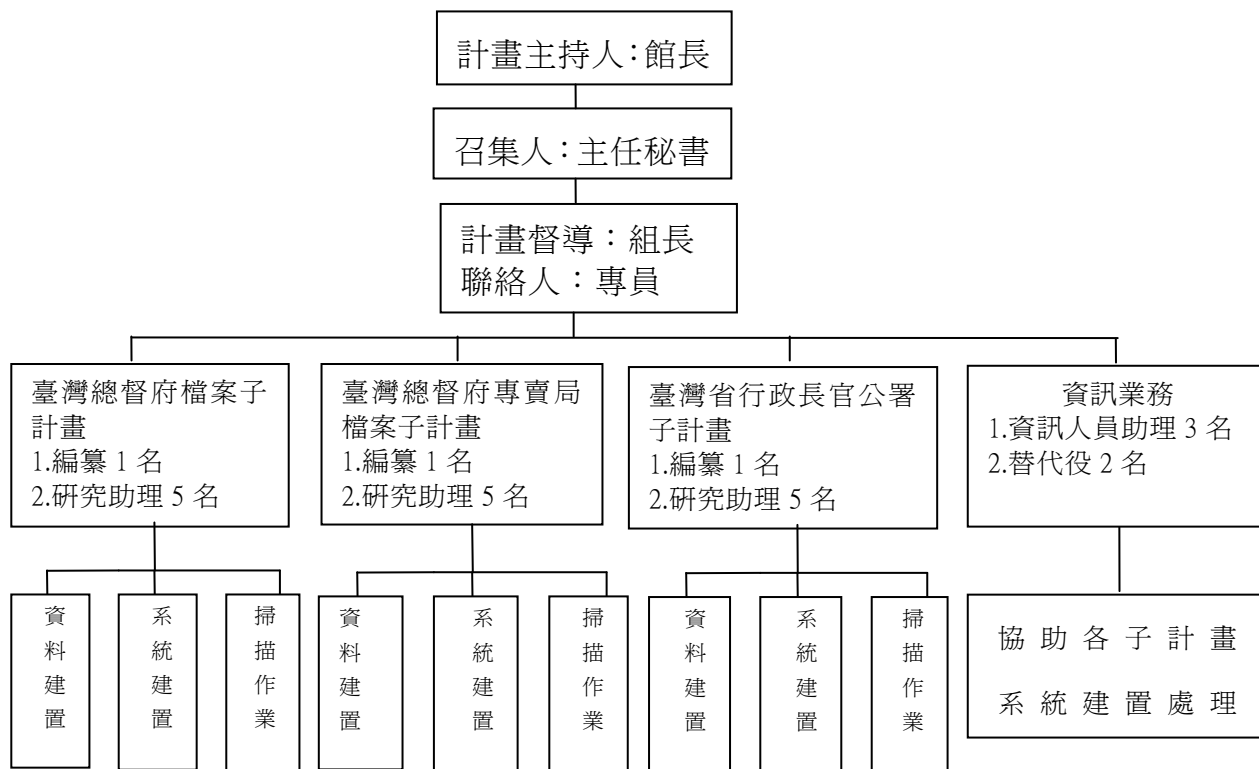 計畫主持人：館長
召集人：主任秘書
計畫督導：組長
聯絡人：專員
臺灣總督府檔案子
計畫
1.編纂 1 名
2.研究助理 5 名
臺灣總督府專賣局
檔案子計畫
1.編纂 1 名
2.研究助理 5 名
臺灣省行政長官公署
子計畫
1.編纂 1 名
2.研究助理 5 名
資訊業務
1.資訊人員助理 3 名
2.替代役 2 名
資料建置
系統建置
掃描作業
資料建置
系統建置
掃描作業
資料建置
系統建置
掃描作業
協助各子計畫
系統建置處理